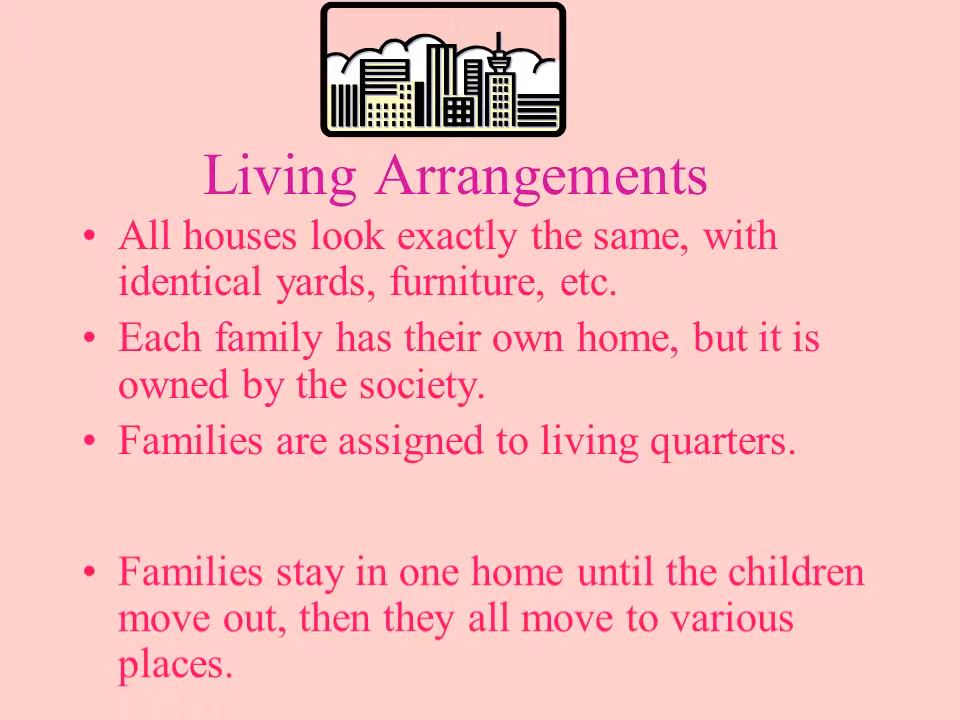 Living Arrangements
• All houses look exactly the same, with
identical yards, furniture, etc.
• Each family has their own home, but it is
owned by the society.
• Families are assigned to living quarters.
• Families stay in one home until the children
move out, then they all move to various
places.